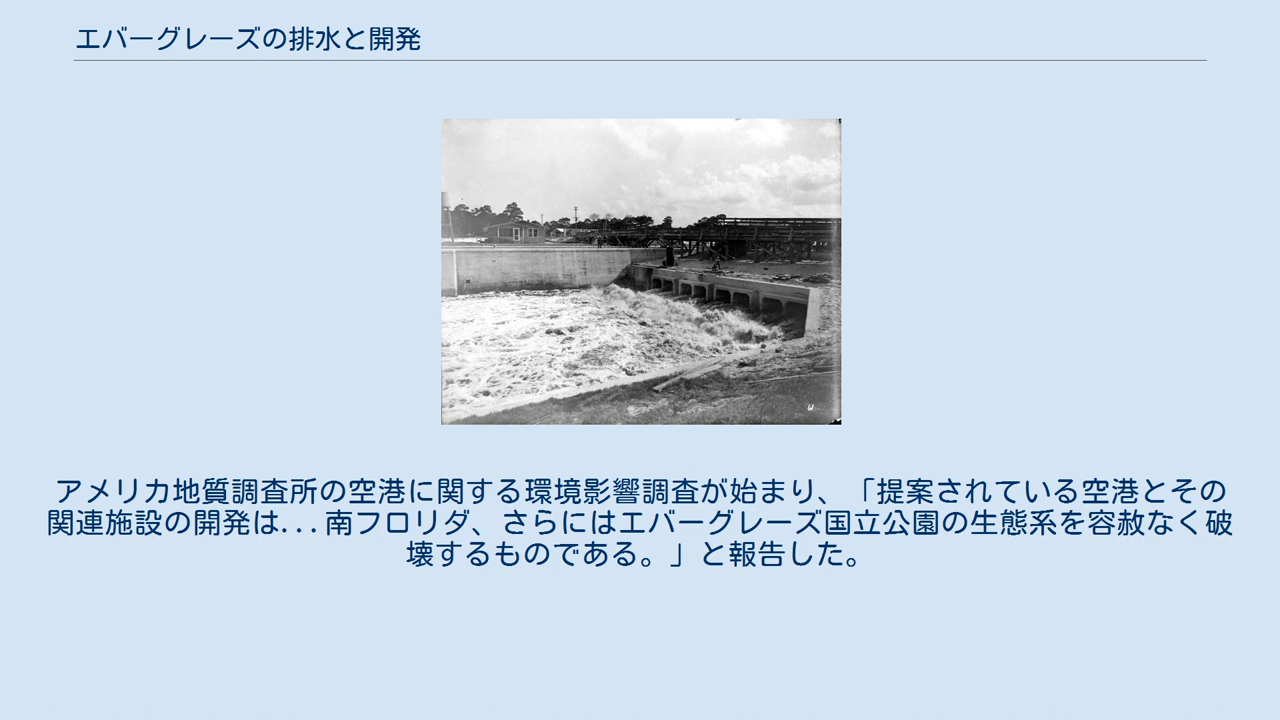 エバーグレーズの排水と開発
アメリカ地質調査所の空港に関する環境影響調査が始まり、「提案されている空港とその
関連施設の開発は...南フロリダ、さらにはエバーグレーズ国立公園の生態系を容赦なく破
壊するものである。」と報告した。